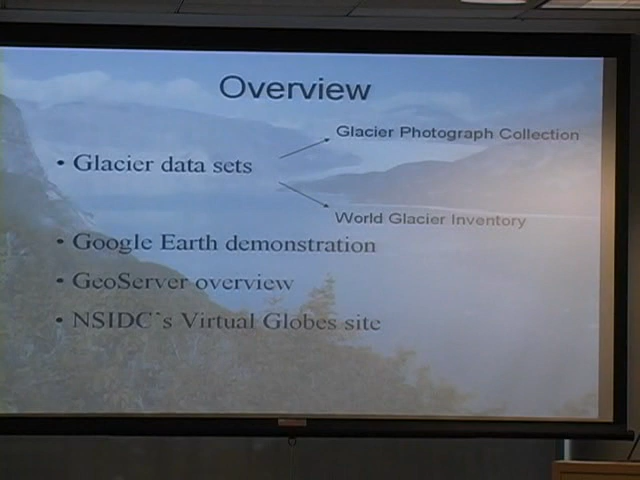 Overview
Glacier Photograph Collection
• Glacier data sets
World Glacier Inventory
• Google Earth demonstration
• GeoServer overview
• NSIDC's Virtual Globes site